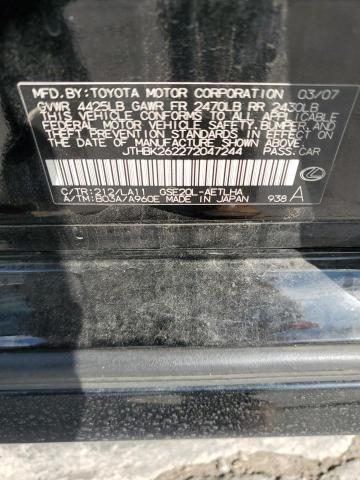 MFD.BY:TOYOTA MOTOR CORPORATION 03/07
GVWR 4425LB GAWR FR 2470LB RR 2430LB
THIS VEHICLE CONFORMS TO ALL APPLICABLE
FEDERAL MOTOR VEHICLE SAFETY, BUMPER, AND
THEFT PREVENTION STANDARDS IN EFFECT ON
THE DATE OF MANUFACTURE SHOWN ABOVE.
JTHBK262272047244 PASS.CAR
C/TR:212/LA11 GSE20L-AETLHA
A/TM:B03A/A960E MADE IN JAPAN 938 A